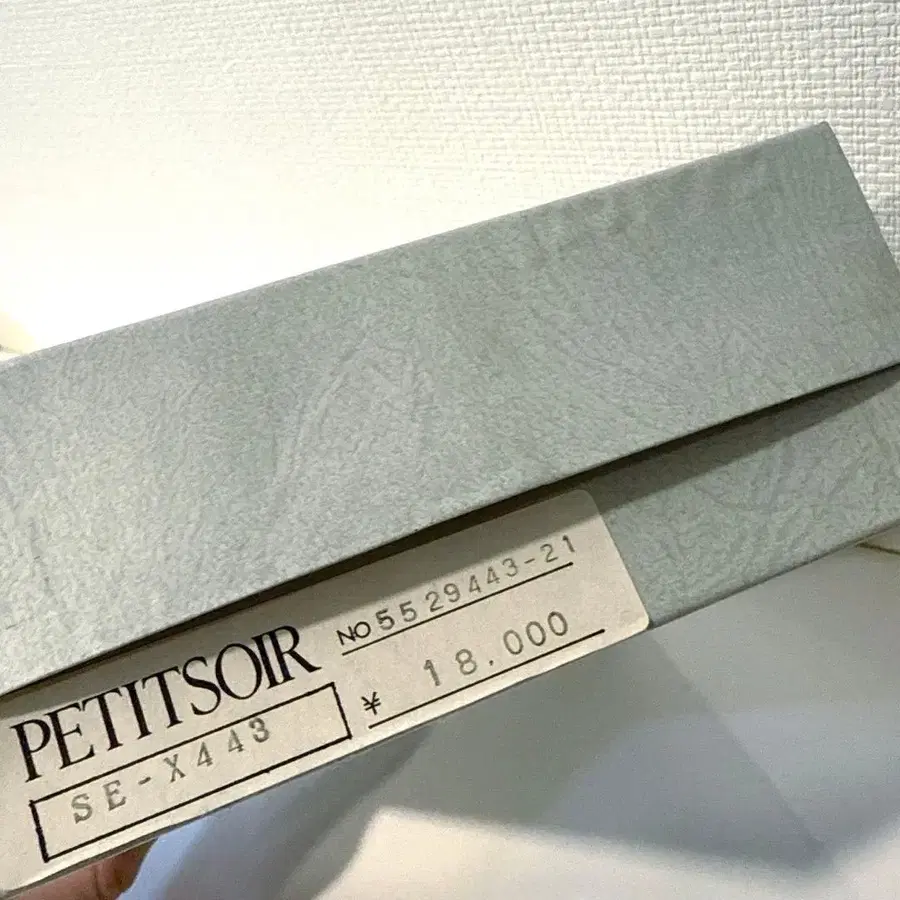 PETITSOIR
SE-X443
NO 5529443-21
¥ 18.000